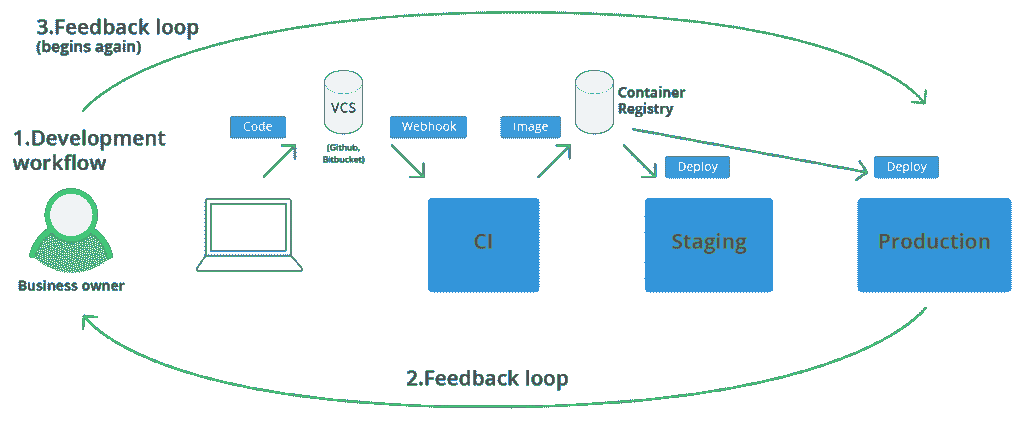 3.Feedback loop
(begins again)
1.Development
workflow
Business owner
Code
VCS
(Github,
Bitbucket)
Webhook
CI
Image
Container
Registry
Deploy
Staging
Deploy
Production
2.Feedback loop